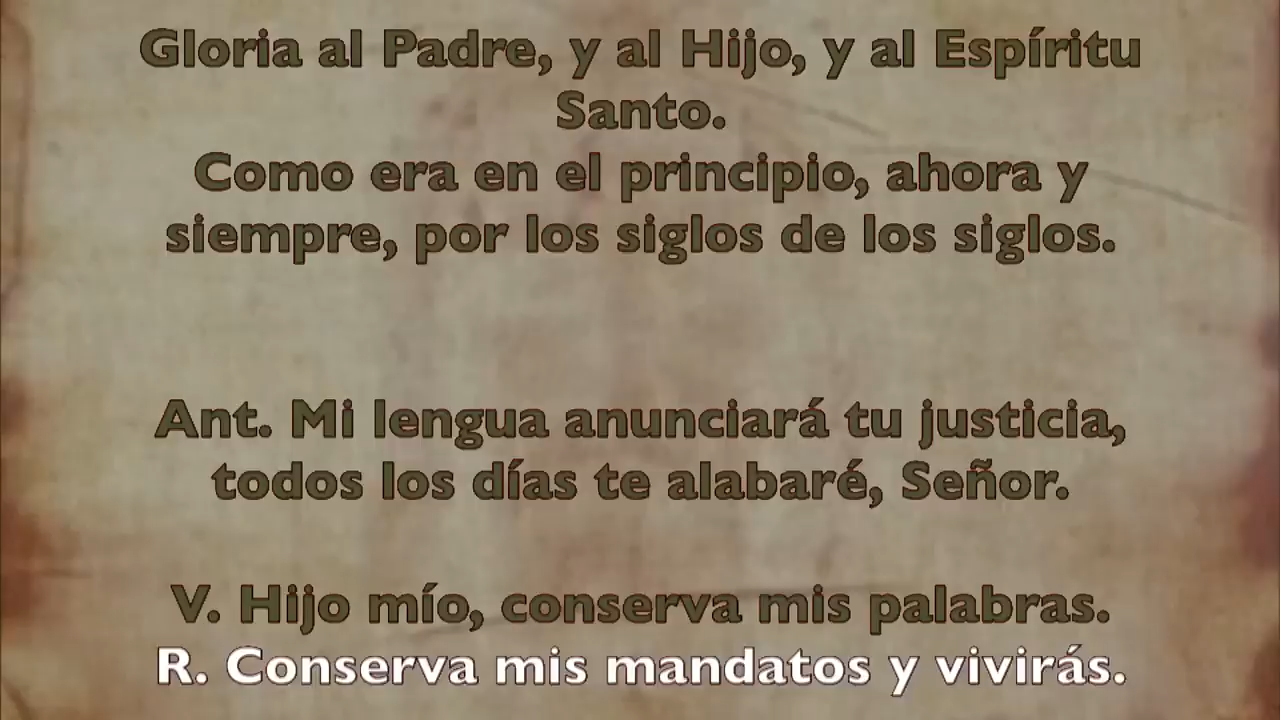 Gloria al Padre, y al Hijo, y al Espíritu
Santo.
Como era en el principio, ahora y
siempre, por los siglos de los siglos.
Ant. Mi lengua anunciará tu justicia,
todos los días te alabaré, Señor.
V. Hijo mío, conserva mis palabras.
R. Conserva mis mandatos y vivirás.